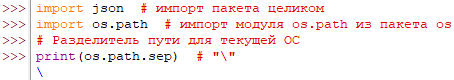 >>> import json  # импорт пакета целиком
>>> import os.path  # импорт модуля os.path из пакета os
>>> # Разделитель пути для текущей ОС
>>> print(os.path.sep)  # "\"
\